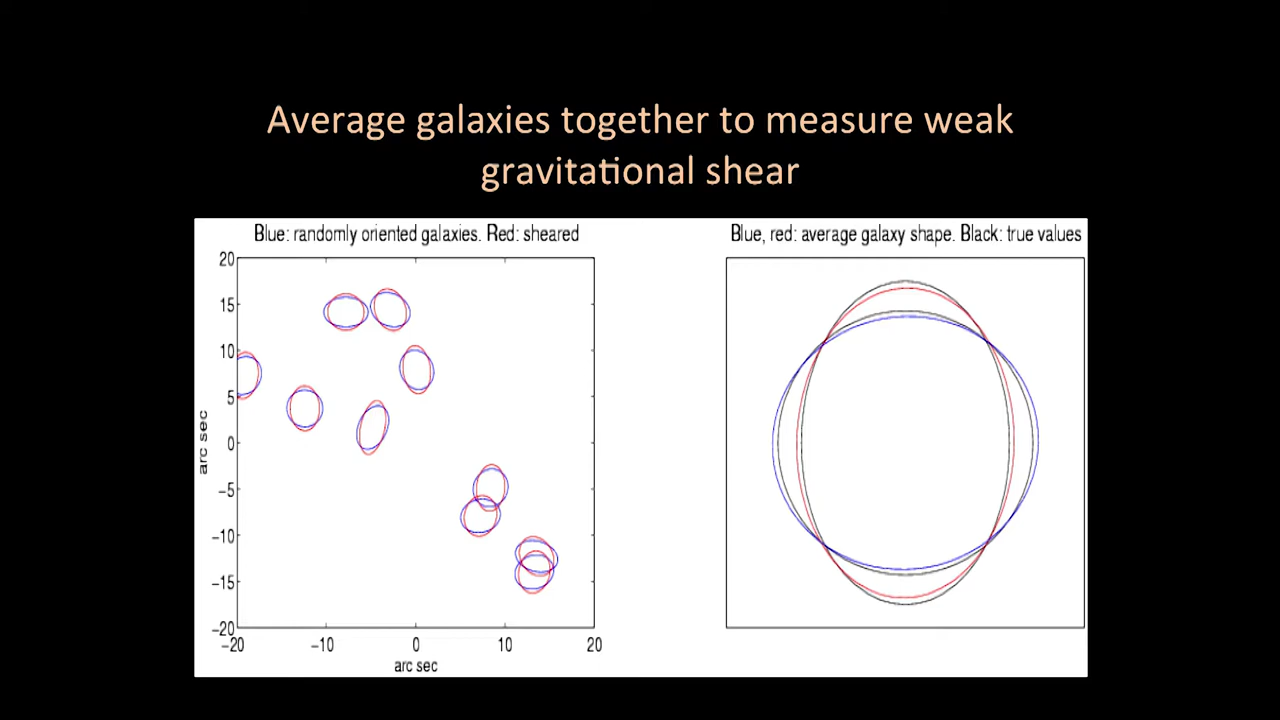 Average galaxies together to measure weak
gravitational shear
Blue: randomly oriented galaxies. Red: sheared
Blue, red: average galaxy shape. Black: true values
20
15
10
5
0
−5
−10
−15
−20
arc sec
−20
−10
0
10
20
arc sec